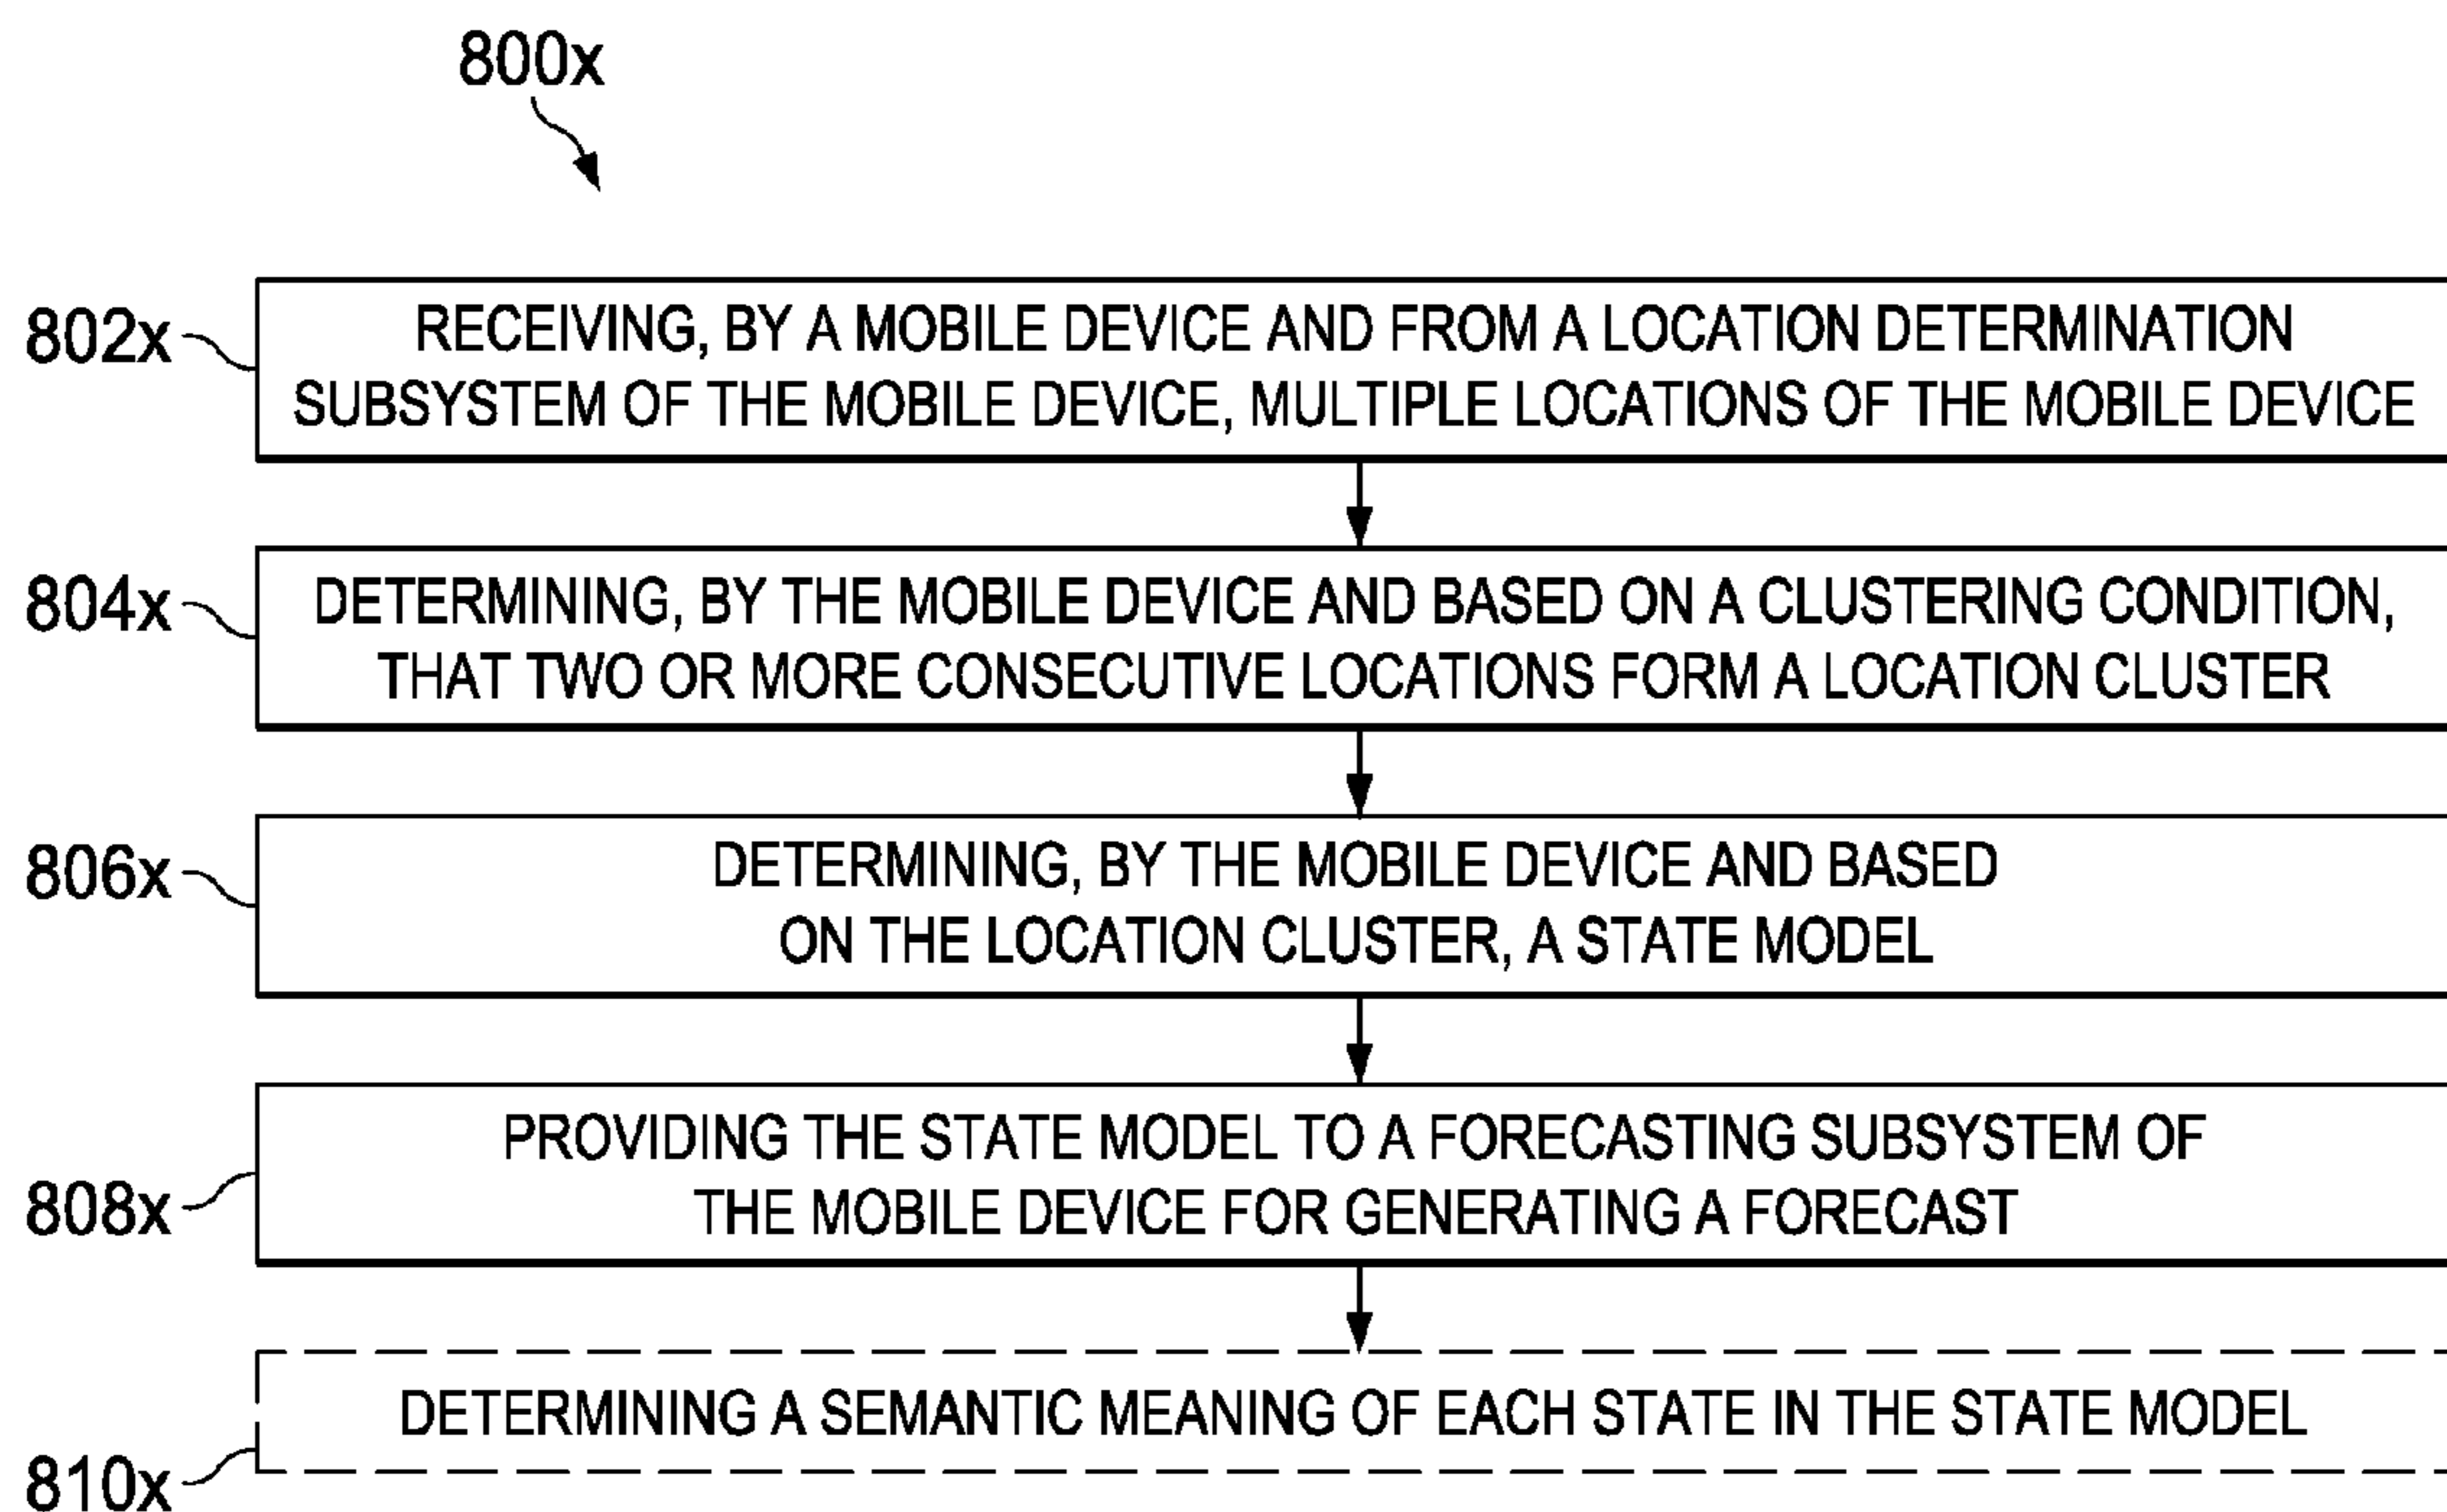 800x
802x
RECEIVING, BY A MOBILE DEVICE AND FROM A LOCATION DETERMINATION
SUBSYSTEM OF THE MOBILE DEVICE, MULTIPLE LOCATIONS OF THE MOBILE DEVICE
804x
DETERMINING, BY THE MOBILE DEVICE AND BASED ON A CLUSTERING CONDITION,
THAT TWO OR MORE CONSECUTIVE LOCATIONS FORM A LOCATION CLUSTER
806x
DETERMINING, BY THE MOBILE DEVICE AND BASED
ON THE LOCATION CLUSTER, A STATE MODEL
808x
PROVIDING THE STATE MODEL TO A FORECASTING SUBSYSTEM OF
THE MOBILE DEVICE FOR GENERATING A FORECAST
810x
DETERMINING A SEMANTIC MEANING OF EACH STATE IN THE STATE MODEL